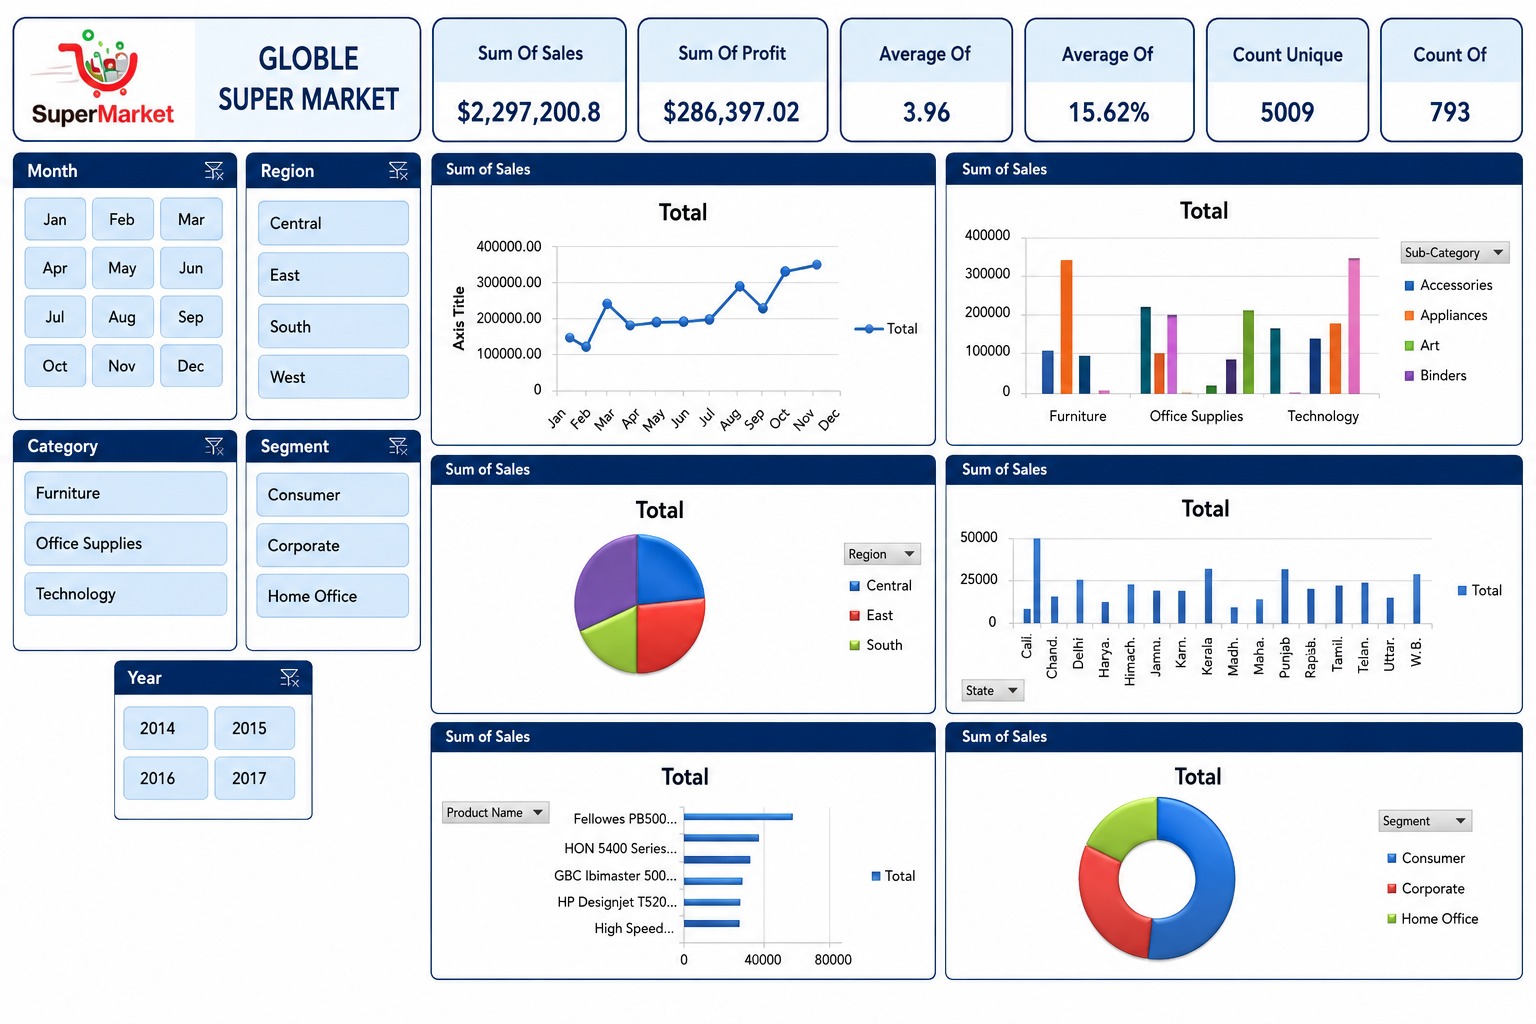 SuperMarket
GLOBLE
SUPER MARKET
Sum Of Sales
$2,297,200.8
Sum Of Profit
$286,397.02
Average Of
3.96
Average Of
15.62%
Count Unique
5009
Count Of
793
Month
Jan Feb Mar
Apr May Jun
Jul Aug Sep
Oct Nov Dec
Region
Central
East
South
West
Category
Furniture
Office Supplies
Technology
Segment
Consumer
Corporate
Home Office
Year
2014 2015
2016 2017
Sum of Sales
Total
Axis Title
400000.00
300000.00
200000.00
100000.00
0
Jan Feb Mar Apr May Jun Jul Aug Sep Oct Nov Dec
Total
Sum of Sales
Total
400000
300000
200000
100000
0
Furniture Office Supplies Technology
Sub-Category
Accessories
Appliances
Art
Binders
Sum of Sales
Total
Region
Central
East
South
Sum of Sales
Total
50000
25000
0
Cali. Chand. Delhi Harya. Himach. Jamru. Karn. Kerala Madh. Maha. Punjab Tamil. Telan. Uttar. W.B.
Total
State
Sum of Sales
Total
Product Name
Fellowes PB500...
HON 5400 Series...
GBC Ibimaster 500...
HP Designjet T520...
High Speed...
0 40000 80000
Total
Sum of Sales
Total
Segment
Consumer
Corporate
Home Office